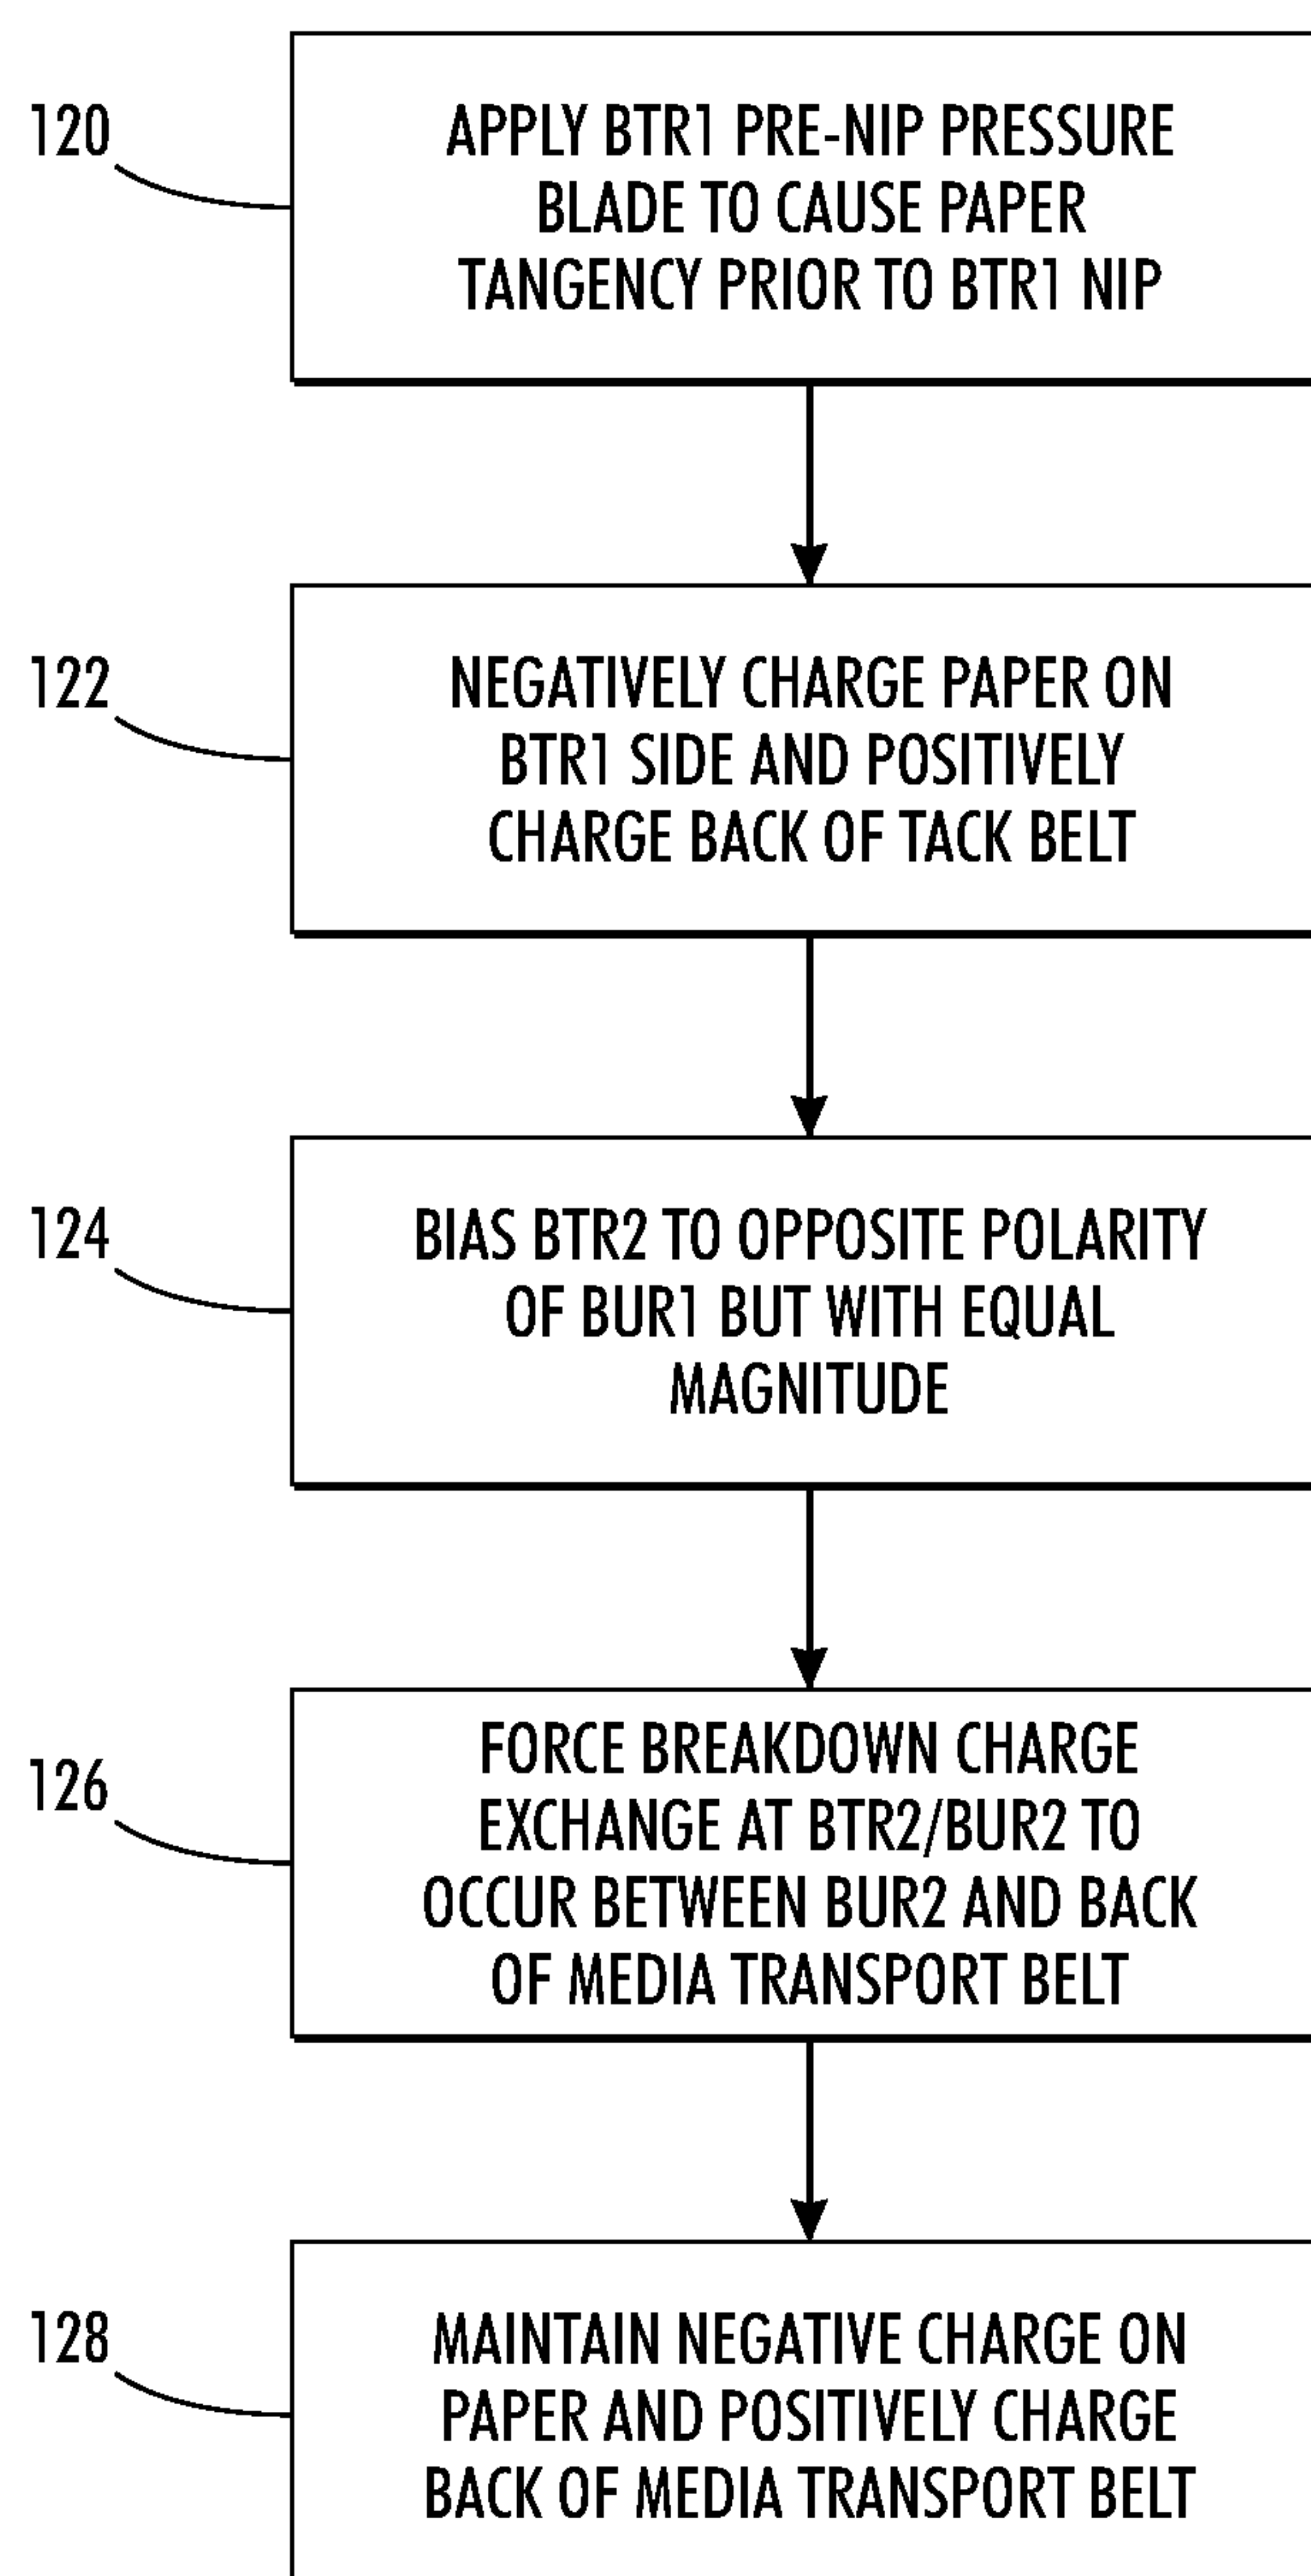 120
APPLY BTR1 PRE-NIP PRESSURE
BLADE TO CAUSE PAPER
TANGENCY PRIOR TO BTR1 NIP
122
NEGATIVELY CHARGE PAPER ON
BTR1 SIDE AND POSITIVELY
CHARGE BACK OF TACK BELT
124
BIAS BTR2 TO OPPOSITE POLARITY
OF BUR1 BUT WITH EQUAL
MAGNITUDE
126
FORCE BREAKDOWN CHARGE
EXCHANGE AT BTR2/BUR2 TO
OCCUR BETWEEN BUR2 AND BACK
OF MEDIA TRANSPORT BELT
128
MAINTAIN NEGATIVE CHARGE ON
PAPER AND POSITIVELY CHARGE
BACK OF MEDIA TRANSPORT BELT